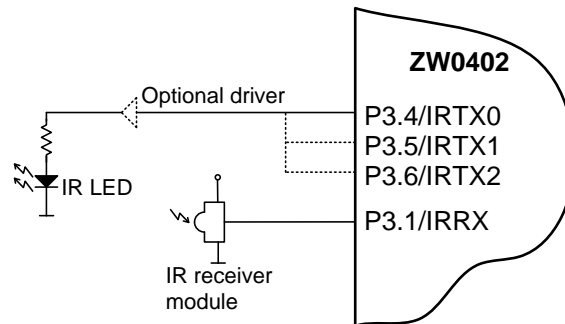 ZW0402
Optional driver
P3.4/IRTX0
P3.5/IRTX1
P3.6/IRTX2
IR LED
P3.1/IRRX
IR receiver
module